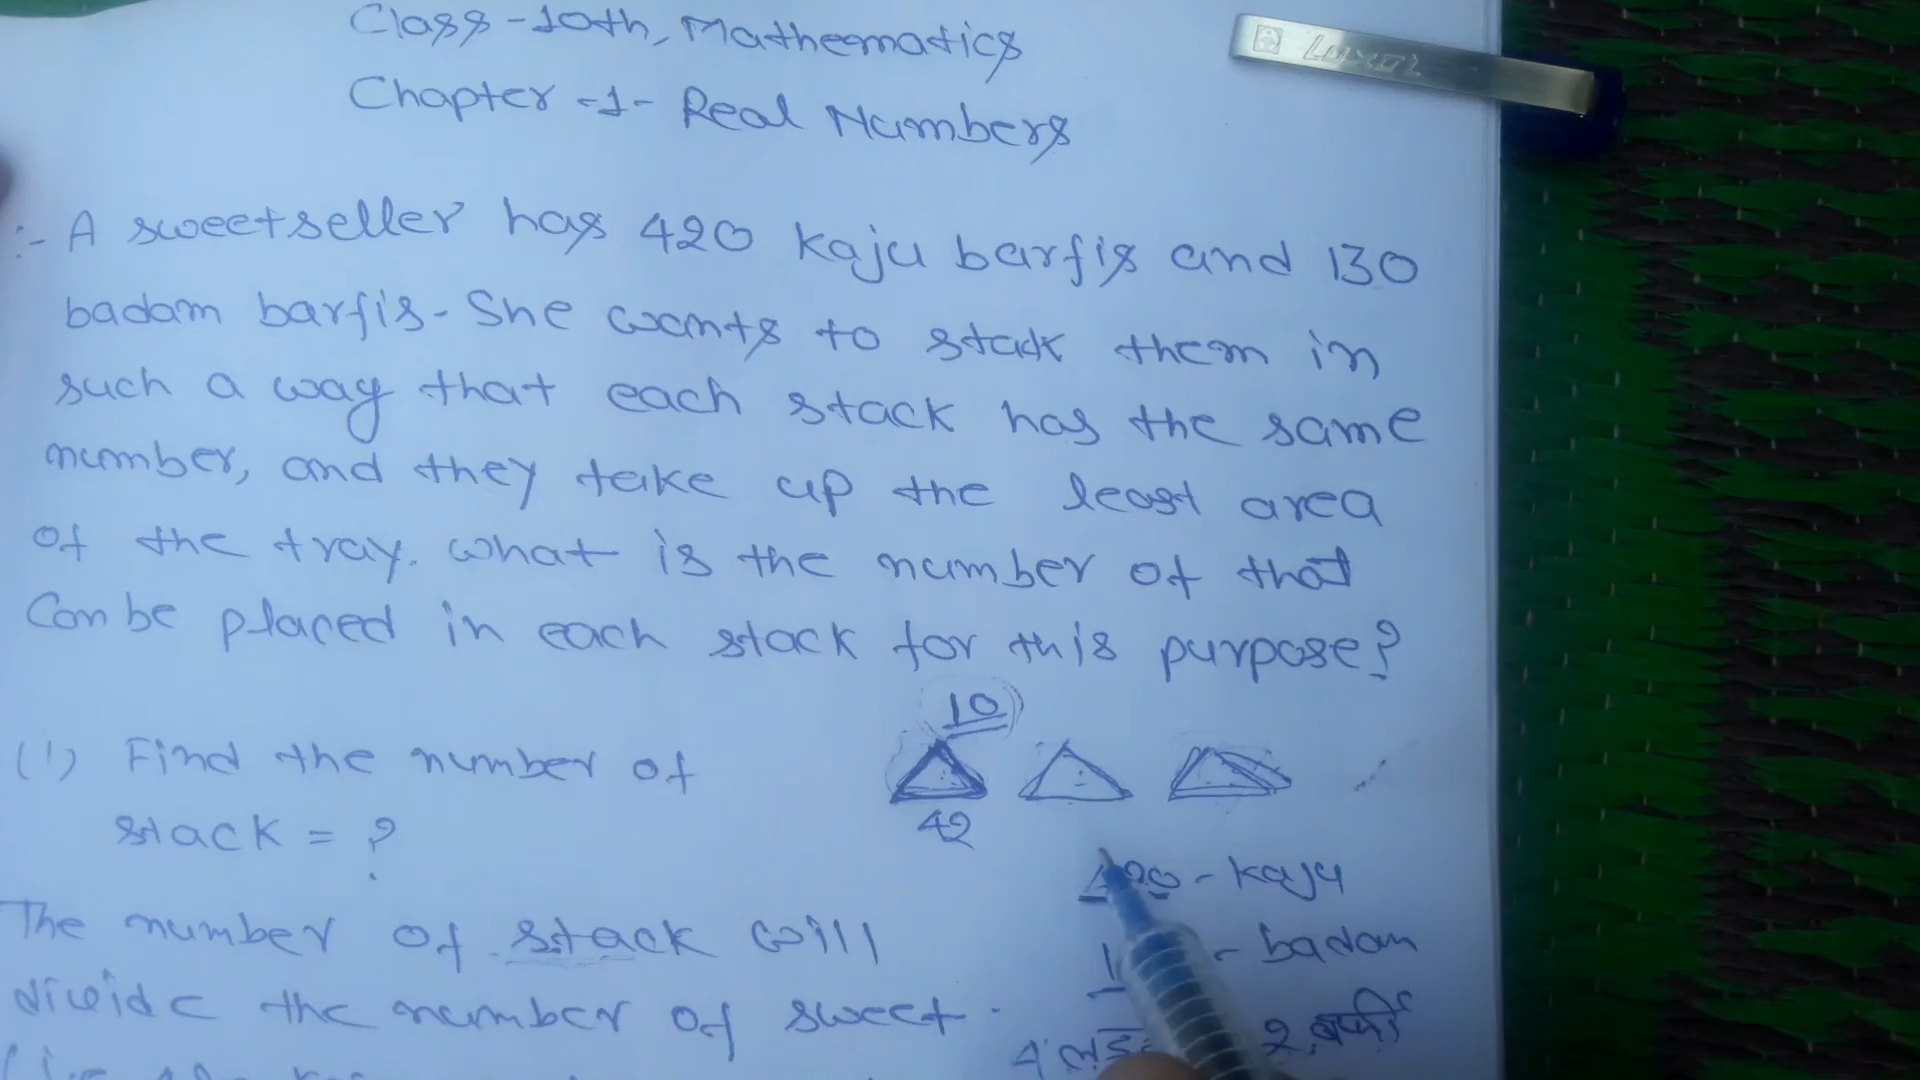 Class-10th, Mathematics
Chapter-1- Real Numbers
:- A sweetseller has 420 kaju barfis and 130
badam barfis. She wants to stack them in
such a way that each stack has the same
number, and they take up the least area
of the tray. What is the number of that
Can be placed in each stack for this purpose?
10
(1) Find the number of
stack = ?
42
420 - kaju
- badam
The number of stack will
divide the number of sweet.
2 बर्फी
LUXOR